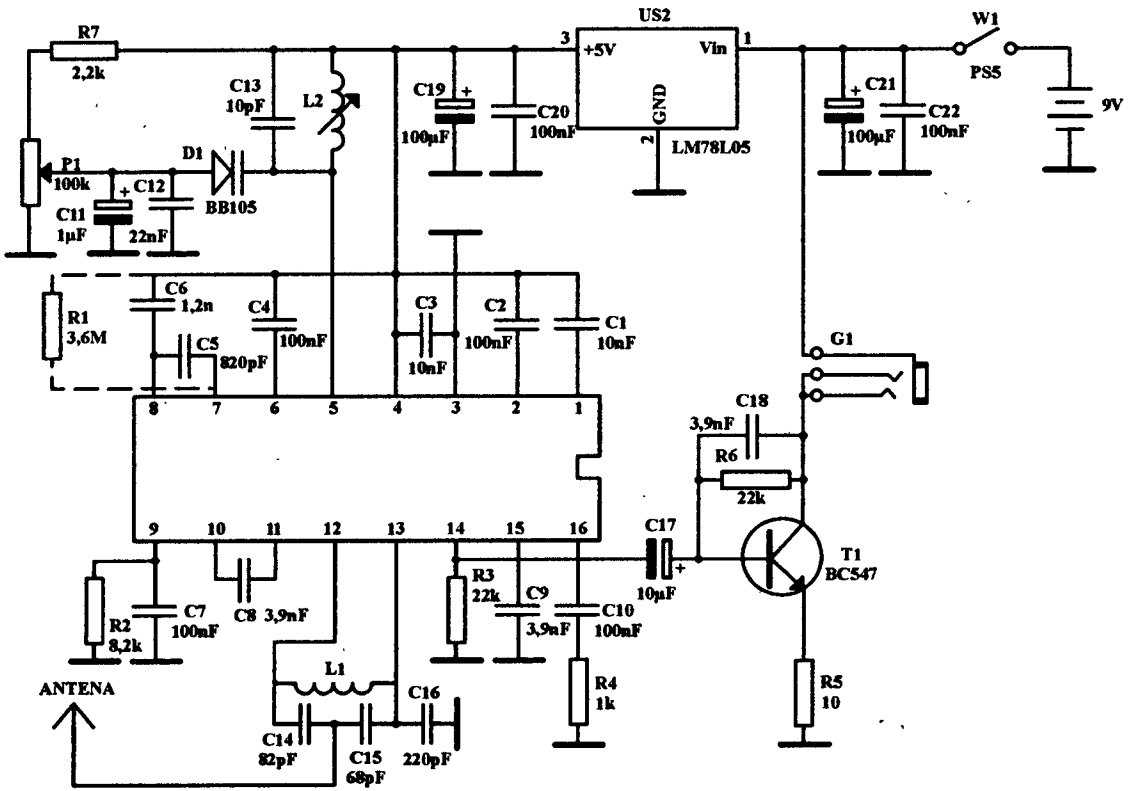 US2
W1
R7
2,2k
3
+5V
Vin
1
PS5
C13
10pF
L2
C19
+
100µF
C20
100nF
GND
2
LM78L05
C21
+
100µF
C22
100nF
9V
P1
100k
D1
BB105
C11
+
1µF
C12
22nF
C6
1,2n
R1
3,6M
C5
820pF
C4
100nF
C3
10nF
C2
100nF
C1
10nF
G1
8
7
6
5
4
3
2
1
C18
3,9nF
R6
22k
9
10
11
12
13
14
15
16
C17
+
10µF
T1
BC547
R2
8,2k
C7
100nF
C8
3,9nF
R3
22k
C9
3,9nF
C10
100nF
L1
ANTENA
C14
82pF
C15
68pF
C16
220pF
R4
1k
R5
10